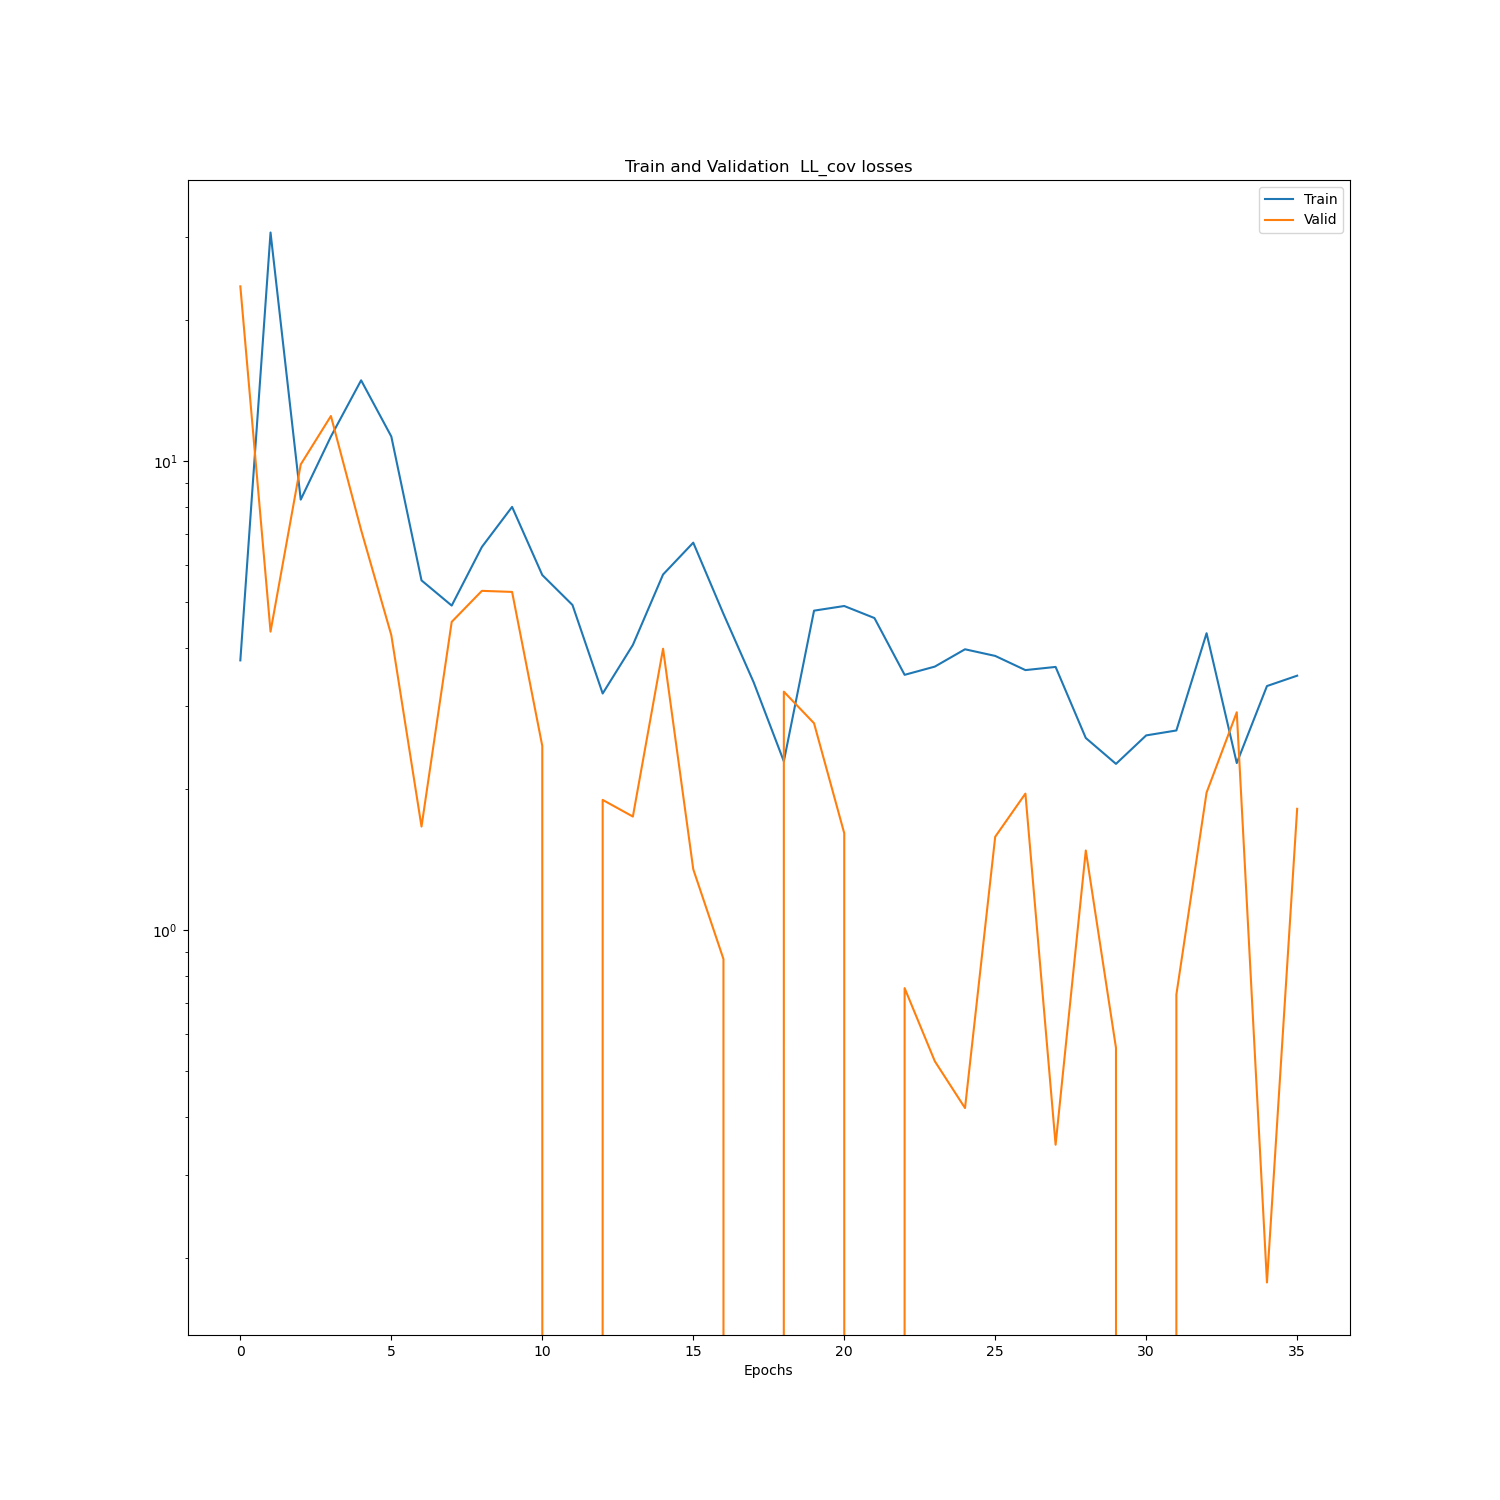 Train and Validation  LL_cov losses
Train
Valid
10¹
10⁰
0 5 10 15 20 25 30 35
Epochs